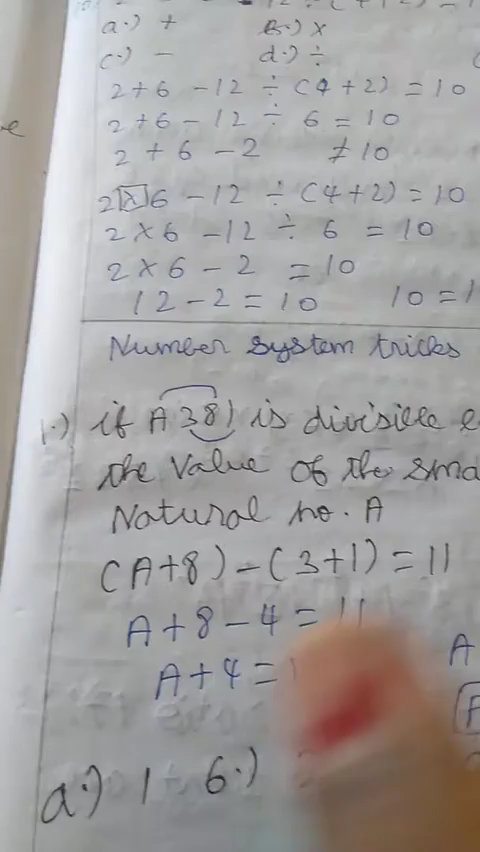 a.) + B.) x
c.) - d.) ÷
2+6 -12 ÷ (4+2) = 10
2+6 -12 ÷ 6 = 10
2 + 6 - 2 ≠ 10
2 x 6 -12 ÷ (4+2) = 10
2 x 6 -12 ÷ 6 = 10
2 x 6 - 2 = 10
12 - 2 = 10 10 = 1
Number system tricks
1.) if A 381 is divisible
the value of the sma
Natural no. A
(A+8) - (3+1) = 11
A + 8 - 4 = 11
A + 4 =
A
a.) 1 6.)